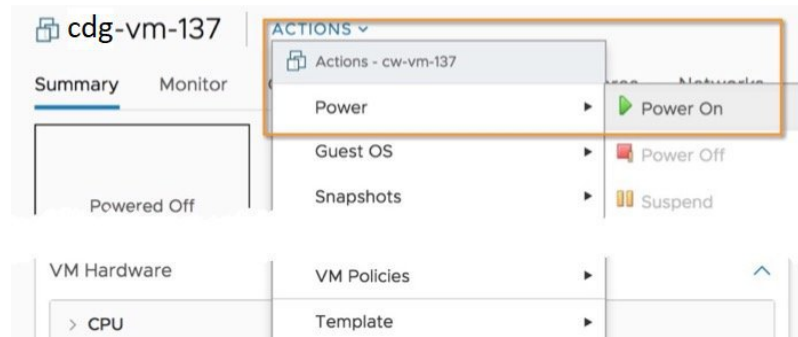 cdg-vm-137 ACTIONS
Actions - cw-vm-137
Summary Monitor Networks
Power Power On
Guest OS Power Off
Snapshots Suspend
Powered Off
VM Hardware
VM Policies
CPU Template